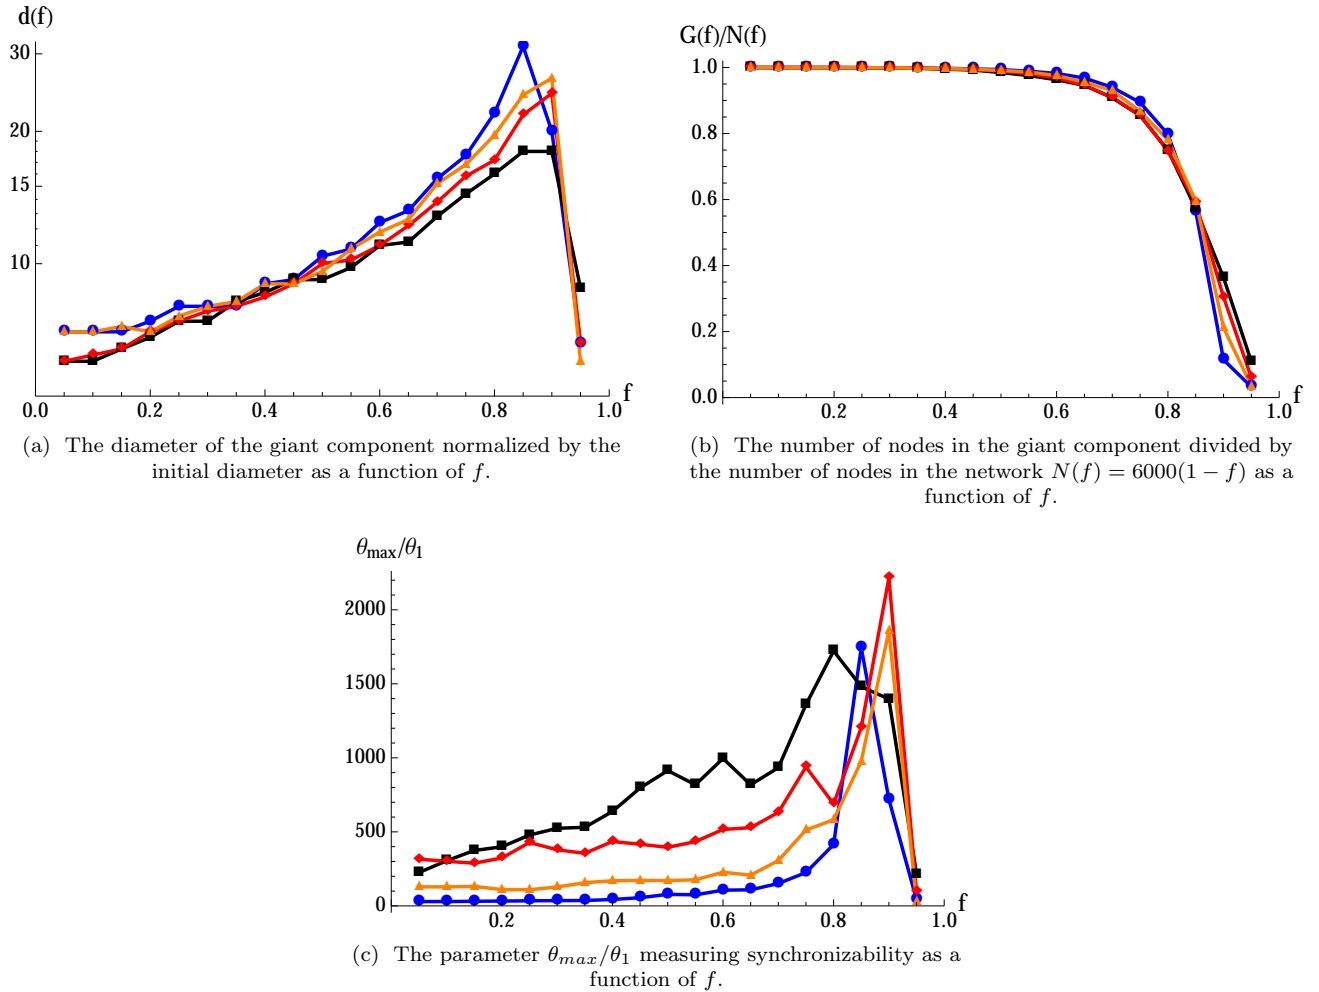 d(f)
30
20
15
10
0.0 0.2 0.4 0.6 0.8 1.0 f
(a) The diameter of the giant component normalized by the
initial diameter as a function of f.
G(f)/N(f)
1.0
0.8
0.6
0.4
0.2
0.0
0.2 0.4 0.6 0.8 1.0 f
(b) The number of nodes in the giant component divided by
the number of nodes in the network N(f) = 6000(1 − f) as a
function of f.
θmax/θ1
2000
1500
1000
500
0
0.2 0.4 0.6 0.8 1.0 f
(c) The parameter θmax/θ1 measuring synchronizability as a
function of f.